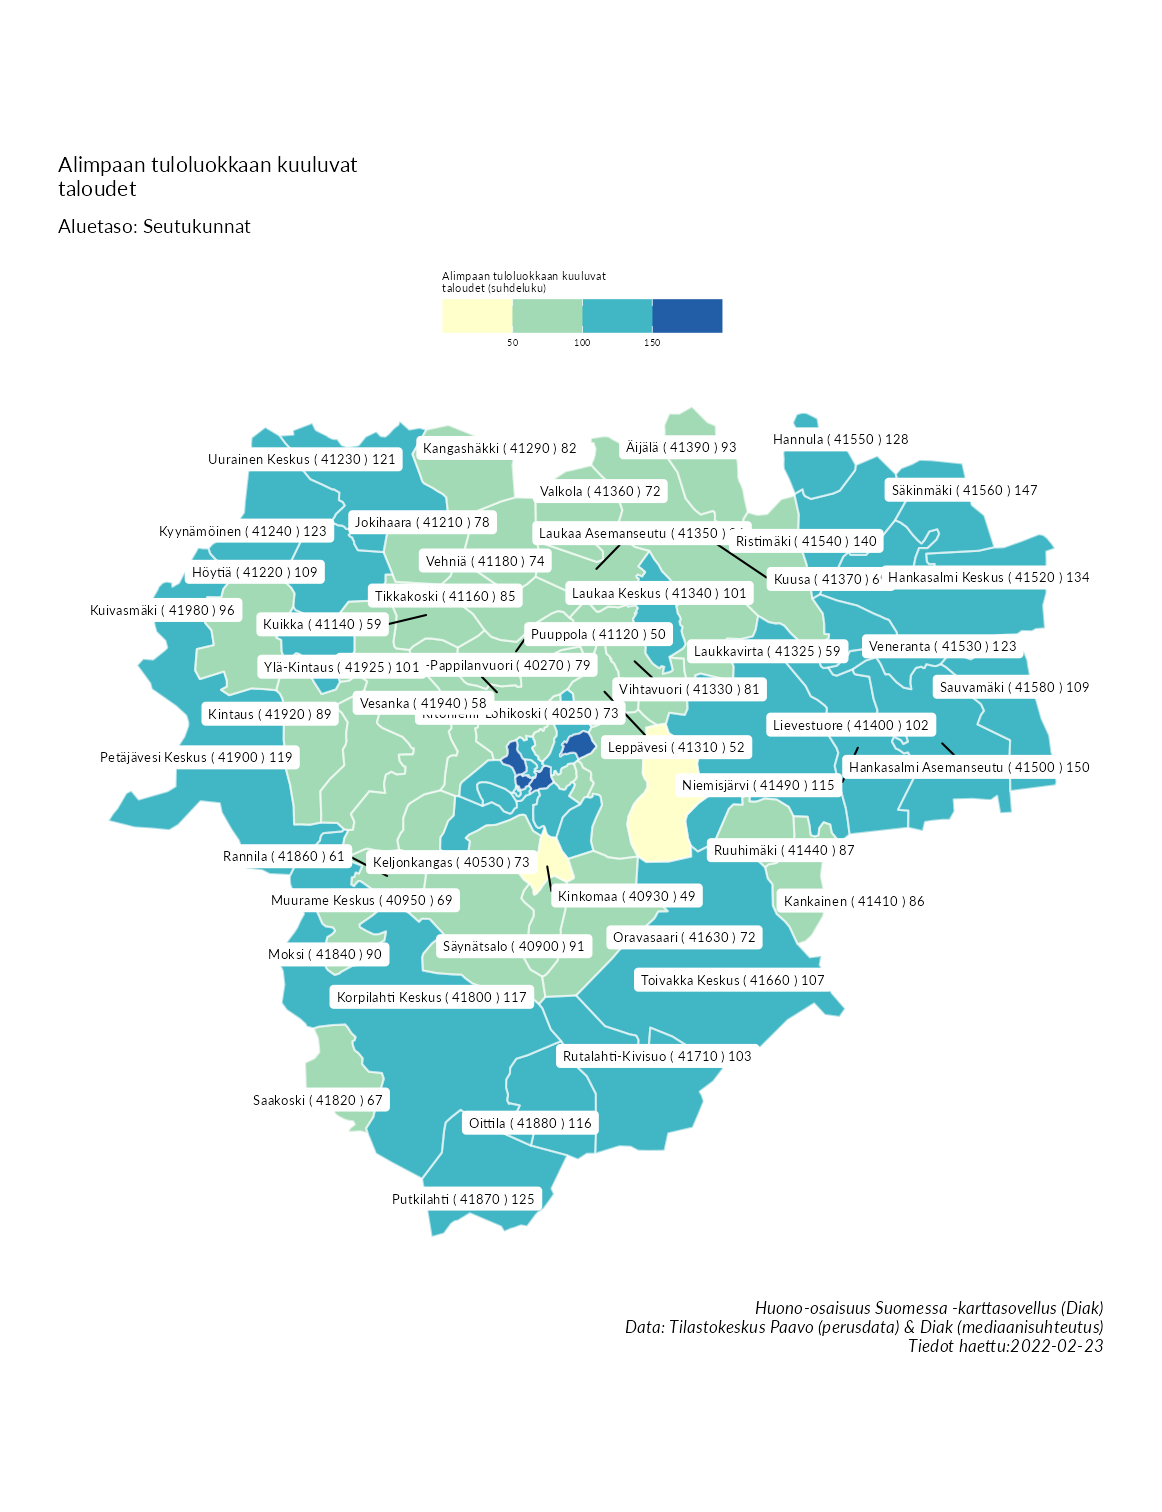 Alimpaan tuloluokkaan kuuluvat
taloudet
Aluetaso: Seutukunnat
Alimpaan tuloluokkaan kuuluvat
taloudet (suhdeluku)
50 100 150
Äijälä ( 41390 ) 93
Hannula ( 41550 ) 128
Kangashäkki ( 41290 ) 82
Uurainen Keskus ( 41230 ) 121
Valkola ( 41360 ) 72
Säkinmäki ( 41560 ) 147
Jokihaara ( 41210 ) 78
Kyynämöinen ( 41240 ) 123
Laukaa Asemanseutu ( 41350 )
Ristimäki ( 41540 ) 140
Vehniä ( 41180 ) 74
Höytiä ( 41220 ) 109
Kuusa ( 41370 )
Hankasalmi Keskus ( 41520 ) 134
Tikkakoski ( 41160 ) 85
Laukaa Keskus ( 41340 ) 101
Kuivasmäki ( 41980 ) 96
Kuikka ( 41140 ) 59
Puuppola ( 41120 ) 50
Laukkavirta ( 41325 ) 59
Veneranta ( 41530 ) 123
Ylä-Kintaus ( 41925 ) 101
-Pappilanvuori ( 40270 ) 79
Vihtavuori ( 41330 ) 81
Sauvamäki ( 41580 ) 109
Vesanka ( 41940 ) 58
Kintaus ( 41920 ) 89
Lohikoski ( 40250 ) 73
Lievestuore ( 41400 ) 102
Leppävesi ( 41310 ) 52
Petäjävesi Keskus ( 41900 ) 119
Hankasalmi Asemanseutu ( 41500 ) 150
Niemisjärvi ( 41490 ) 115
Ruuhimäki ( 41440 ) 87
Rannila ( 41860 ) 61
Keljonkangas ( 40530 ) 73
Kinkomaa ( 40930 ) 49
Muurame Keskus ( 40950 ) 69
Kankainen ( 41410 ) 86
Oravasaari ( 41630 ) 72
Säynätsalo ( 40900 ) 91
Moksi ( 41840 ) 90
Toivakka Keskus ( 41660 ) 107
Korpilahti Keskus ( 41800 ) 117
Rutalahti-Kivisuo ( 41710 ) 103
Saakoski ( 41820 ) 67
Oittila ( 41880 ) 116
Putkilahti ( 41870 ) 125
Huono-osaisuus Suomessa -karttasovellus (Diak)
Data: Tilastokeskus Paavo (perusdata) & Diak (mediaanisuhteutus)
Tiedot haettu:2022-02-23